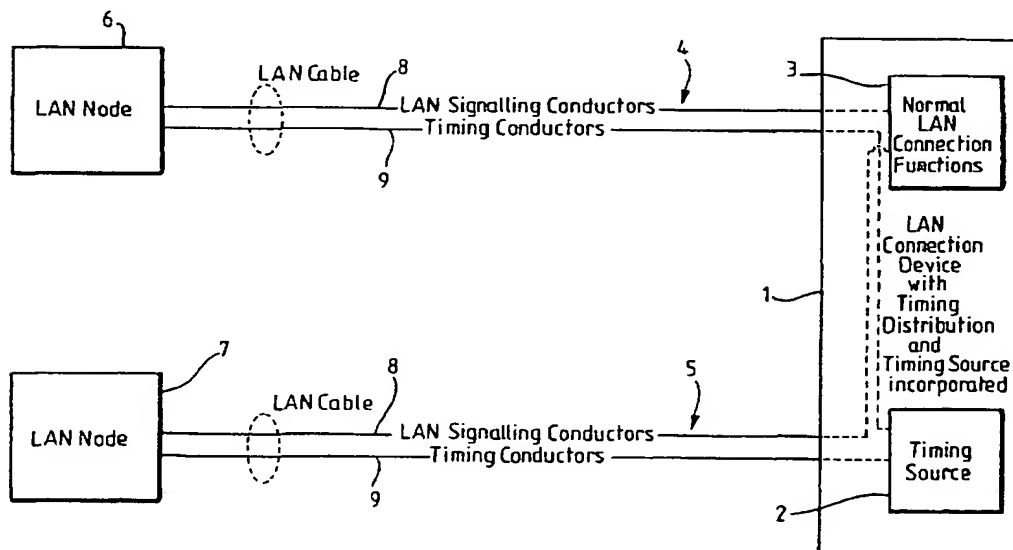 6
LAN Node
LAN Cable
8
LAN Signalling Conductors
Timing Conductors
9
4
3
Normal
LAN
Connection
Functions
1
LAN
Connection
Device
with
Timing
Distribution
and
Timing Source
incorporated
7
LAN Node
LAN Cable
8
LAN Signalling Conductors
Timing Conductors
9
5
Timing
Source
2